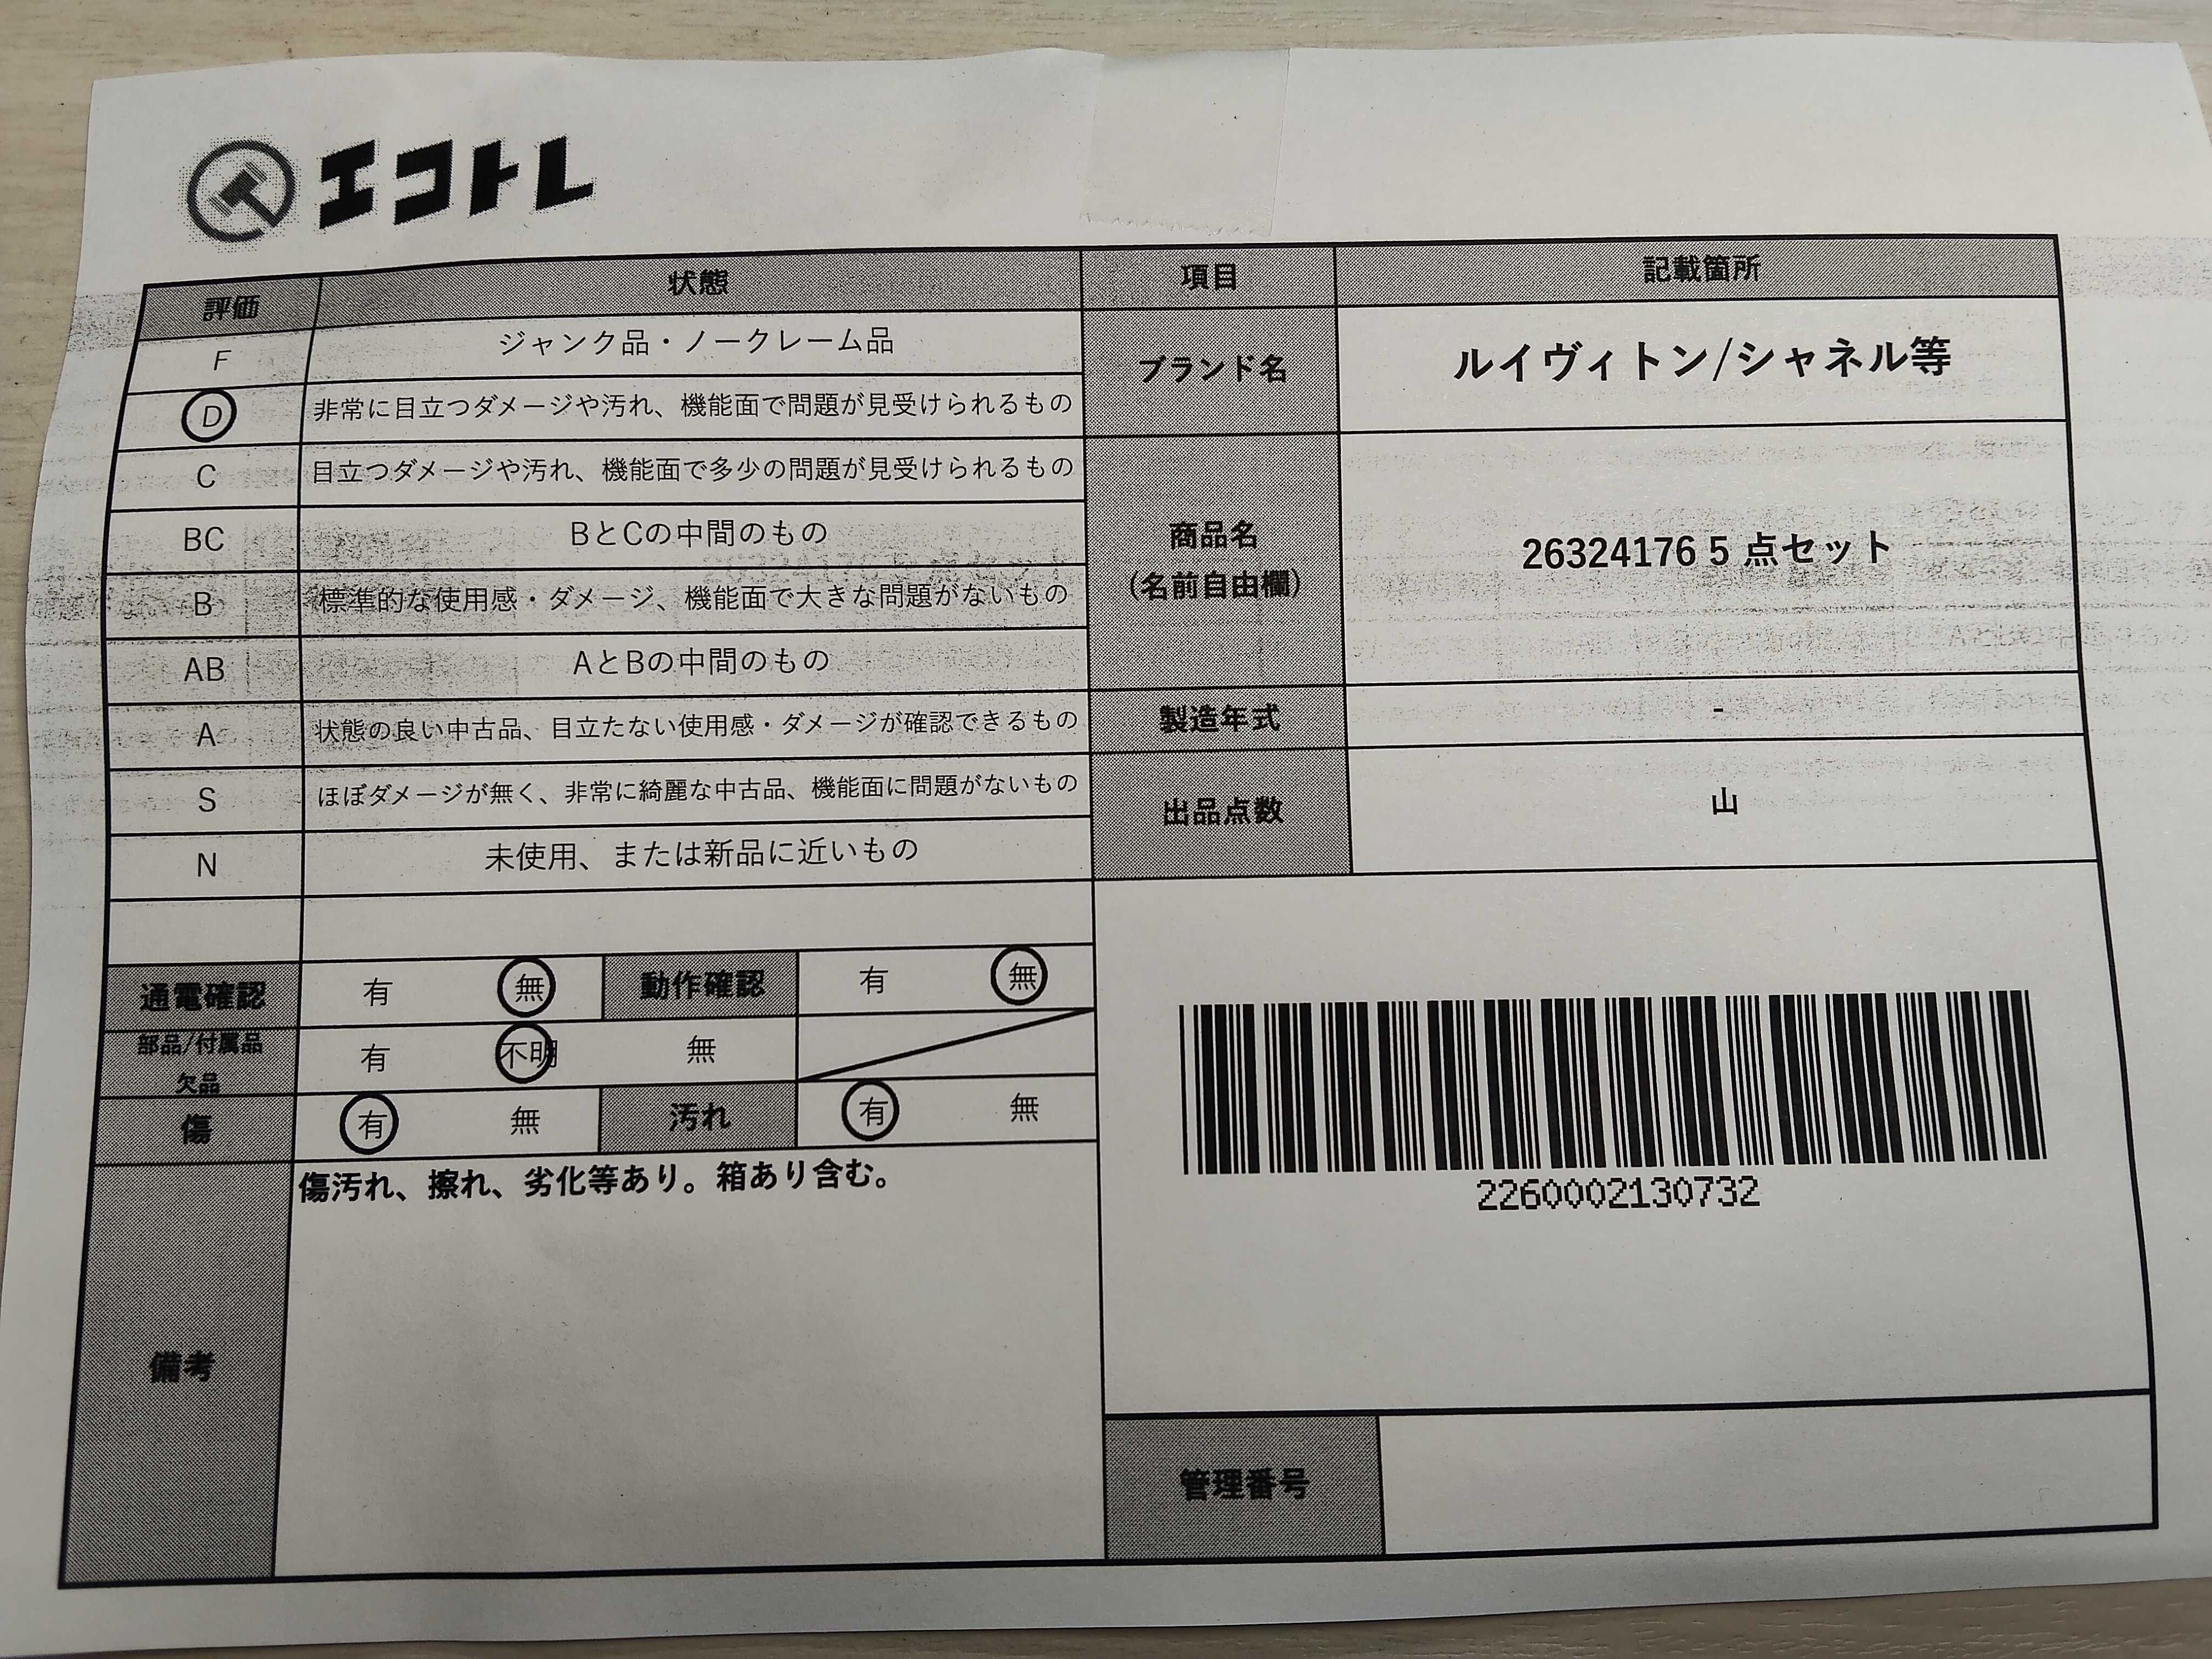 エコトレ
評価 状態 項目 記載箇所
F ジャンク品・ノークレーム品
D 非常に目立つダメージや汚れ、機能面で問題が見受けられるもの
C 目立つダメージや汚れ、機能面で多少の問題が見受けられるもの
BC BとCの中間のもの
B 標準的な使用感・ダメージ、機能面で大きな問題がないもの
AB AとBの中間のもの
A 状態の良い中古品、目立たない使用感・ダメージが確認できるもの
S ほぼダメージが無く、非常に綺麗な中古品、機能面に問題がないもの
N 未使用、または新品に近いもの
通電確認 有 無 動作確認 有 無
部品/付属品
欠品 有 不明 無
傷 有 無 汚れ 有 無
備考 傷汚れ、擦れ、劣化等あり。箱あり含む。
ブランド名 ルイヴィトン/シャネル等
商品名
(名前自由欄) 26324176 5 点セット
製造年式 -
出品点数 山
2260002130732
管理番号